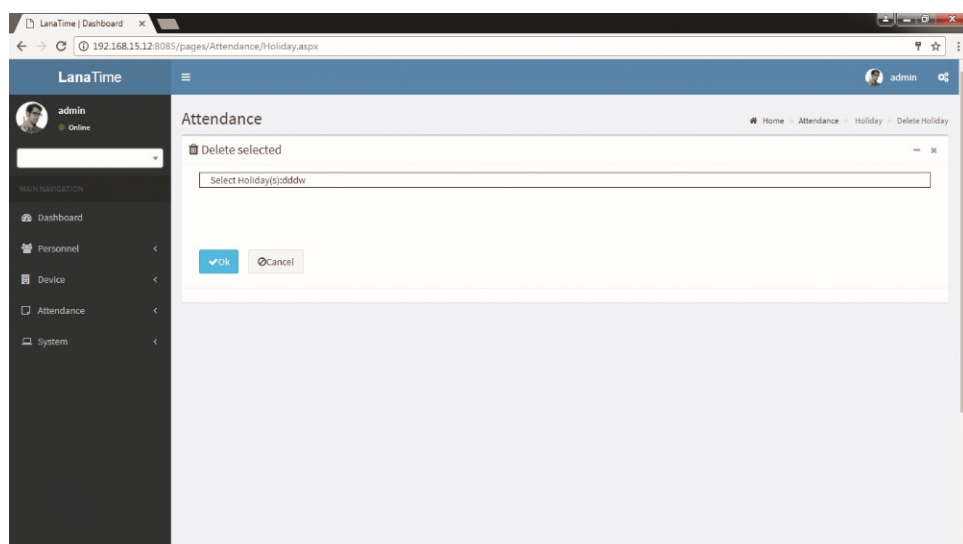 LanaTime | Dashboard
192.168.15.12:8085/pages/Attendance/Holiday.aspx
LanaTime
admin
admin
Online
Attendance
Home > Attendance > Holiday > Delete Holiday
Delete selected
Select Holiday(s):dddw
MAIN NAVIGATION
Dashboard
Personnel
Ok
Cancel
Device
Attendance
System